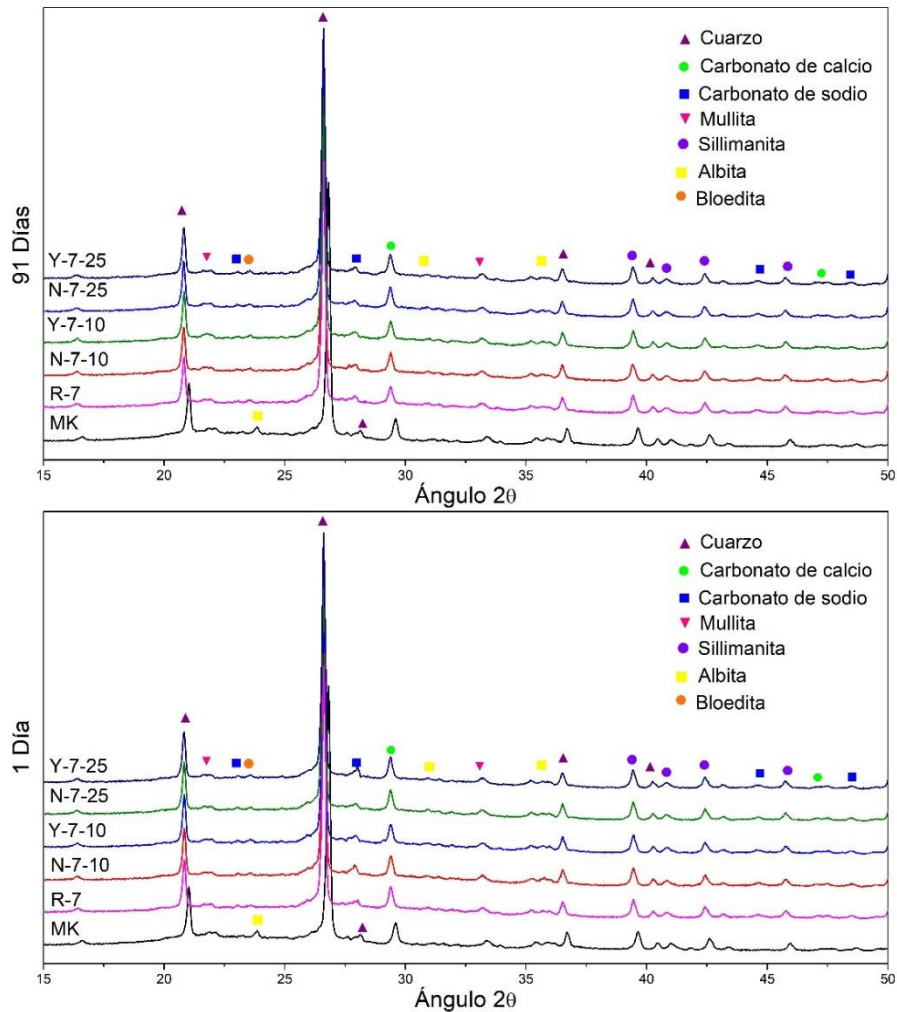 Cuarzo
Carbonato de calcio
Carbonato de sodio
Mullita
Sillimanita
Albita
Bloedita
91 Días
Y-7-25
N-7-25
Y-7-10
N-7-10
R-7
MK
15 20 25 30 35 40 45 50
Ángulo 2θ
Cuarzo
Carbonato de calcio
Carbonato de sodio
Mullita
Sillimanita
Albita
Bloedita
1 Día
Y-7-25
N-7-25
Y-7-10
N-7-10
R-7
MK
15 20 25 30 35 40 45 50
Ángulo 2θ